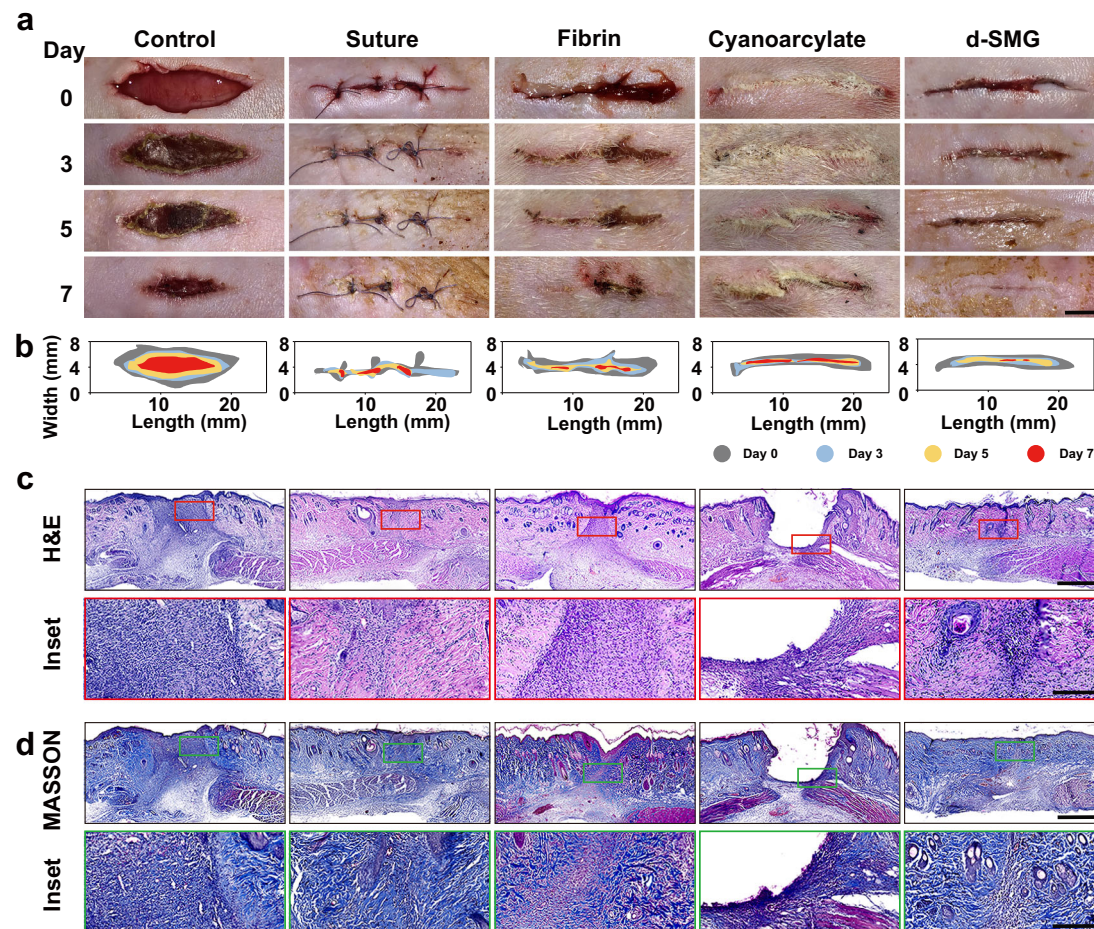 a
Day
Control Suture Fibrin Cyanoarcylate d-SMG
0
3
5
7
b
Width (mm)
8 8 8 8 8
4 4 4 4 4
0 0 0 0 0
10 20 10 20 10 20 10 20 10 20
Length (mm) Length (mm) Length (mm) Length (mm) Length (mm)
Day 0 Day 3 Day 5 Day 7
c
H&E
Inset
d
MASSON
Inset